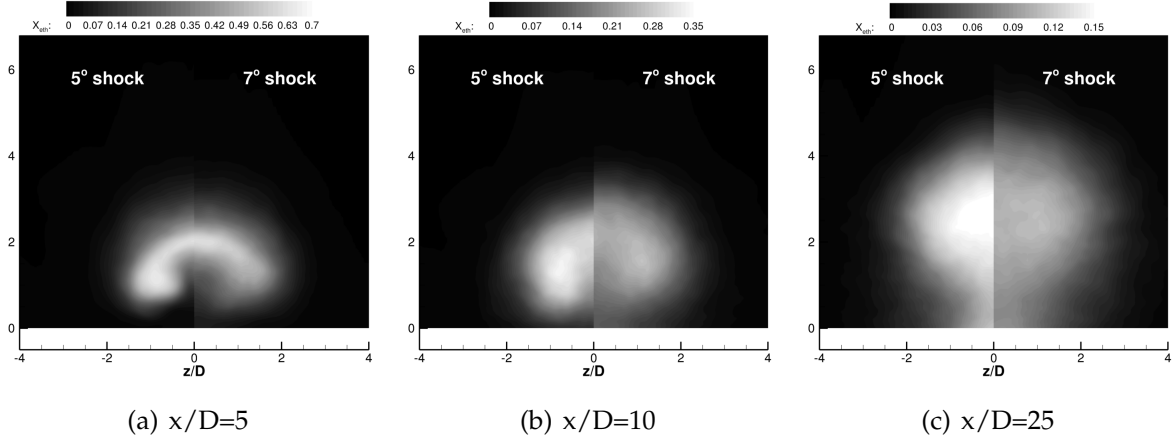 X_eth: 0 0.07 0.14 0.21 0.28 0.35 0.42 0.49 0.56 0.63 0.7
5° shock 7° shock
6
4
2
0
-4 -2 0 2 4
z/D
(a) x/D=5
X_eth: 0 0.07 0.14 0.21 0.28 0.35
5° shock 7° shock
6
4
2
0
-4 -2 0 2 4
z/D
(b) x/D=10
X_eth: 0 0.03 0.06 0.09 0.12 0.15
5° shock 7° shock
6
4
2
0
-4 -2 0 2 4
z/D
(c) x/D=25